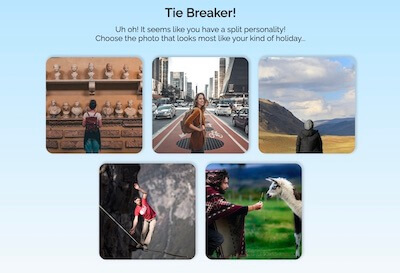 Tie Breaker!
Uh oh! It seems like you have a split personality!
Choose the photo that looks most like your kind of holiday...